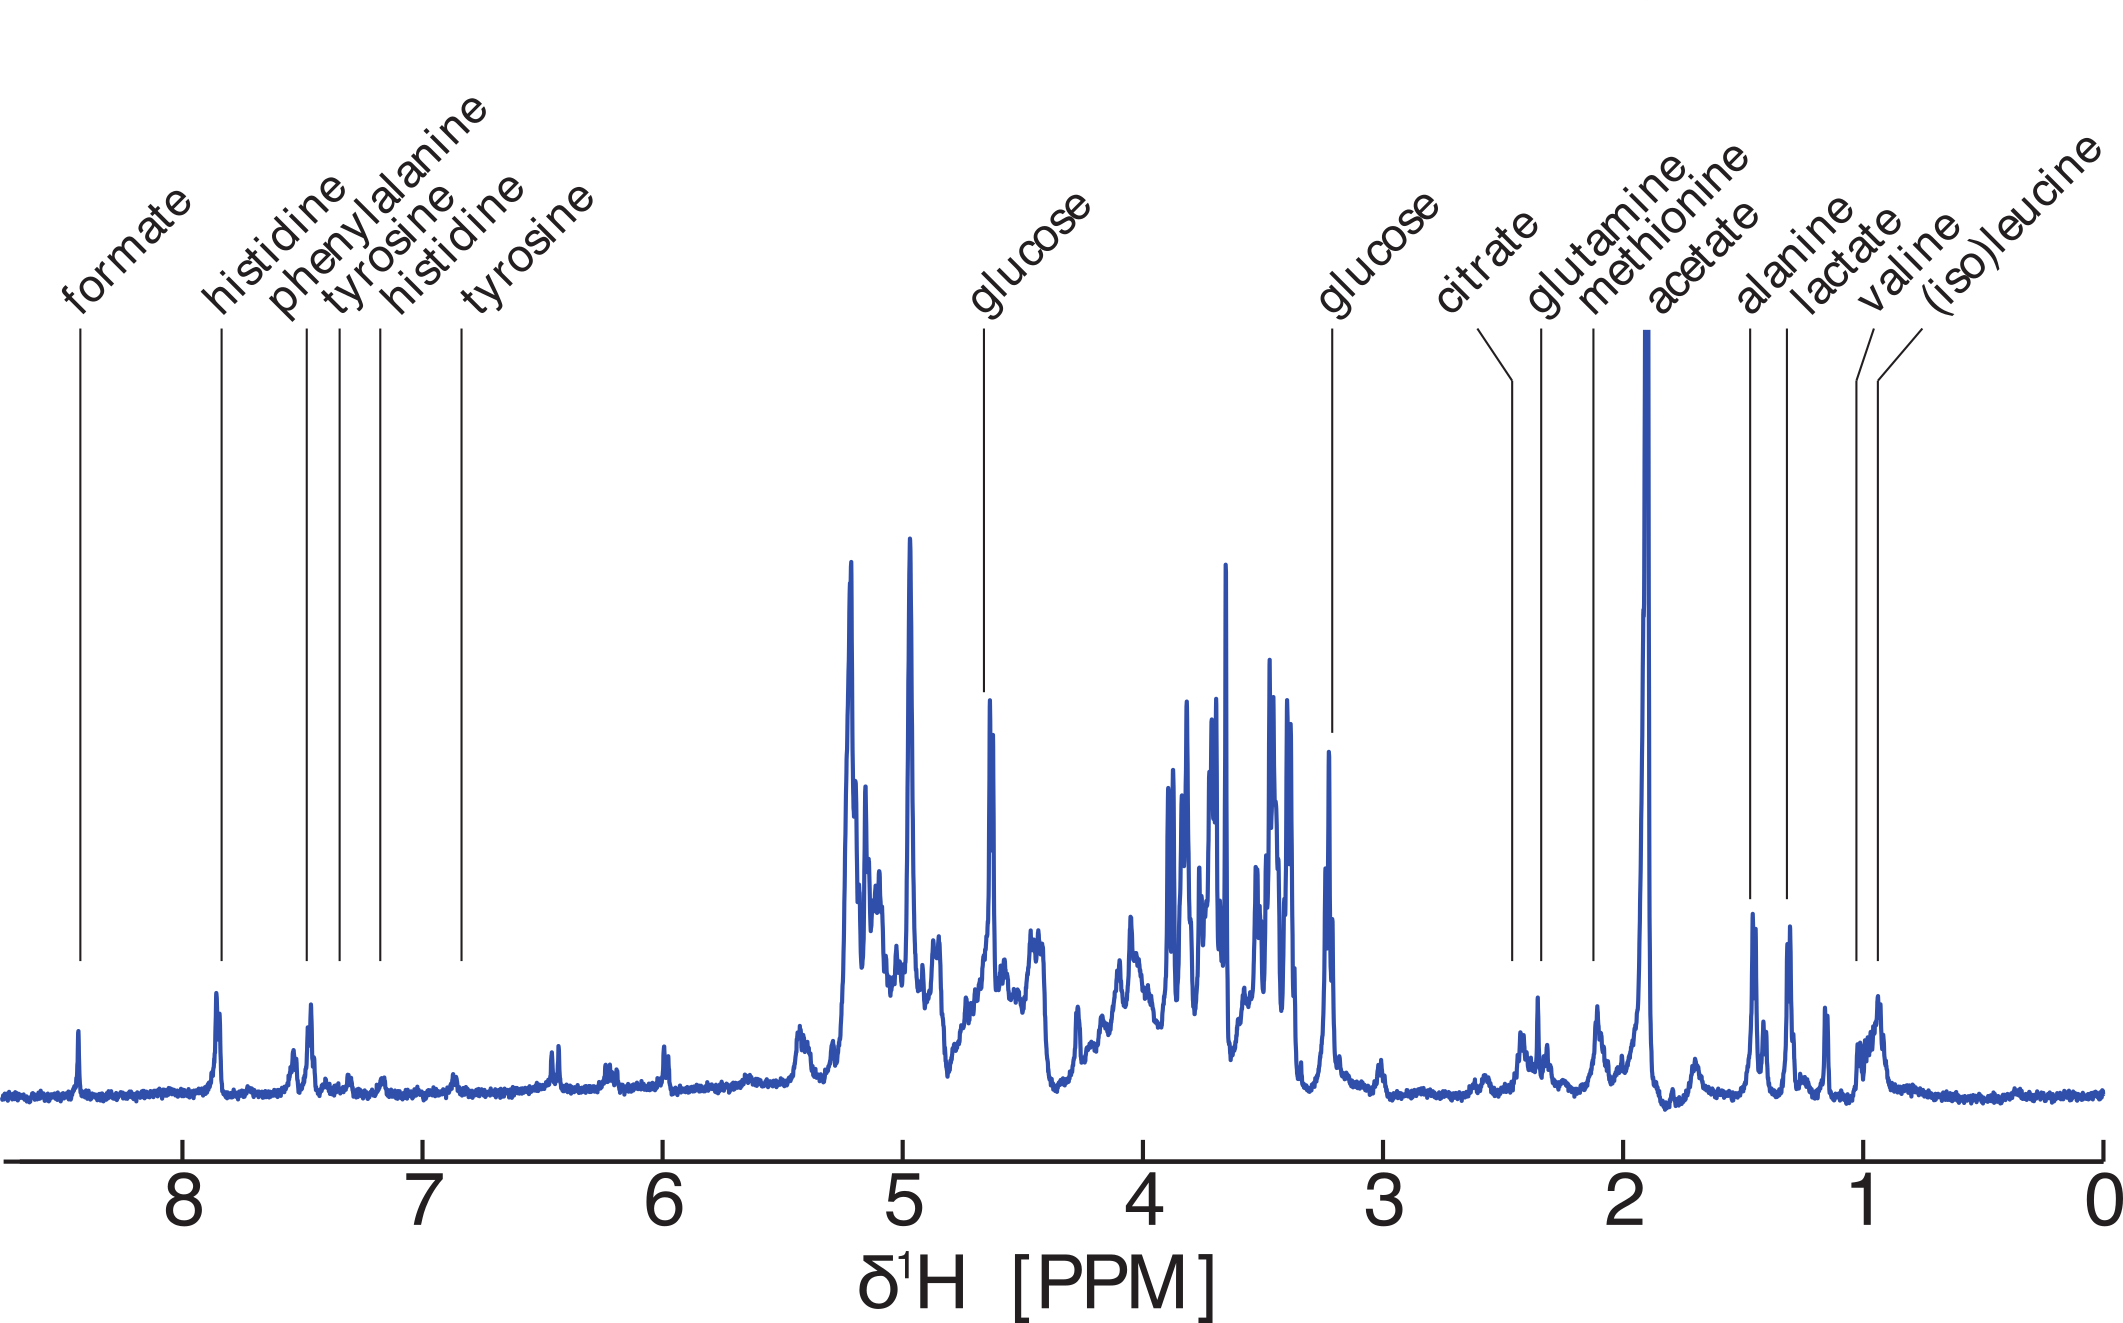 formate
histidine
phenylalanine
tyrosine
histidine
tyrosine
glucose
glucose
citrate
glutamine
methionine
acetate
alanine
lactate
valine
(iso)leucine
8 7 6 5 4 3 2 1 0
δ¹H [PPM]